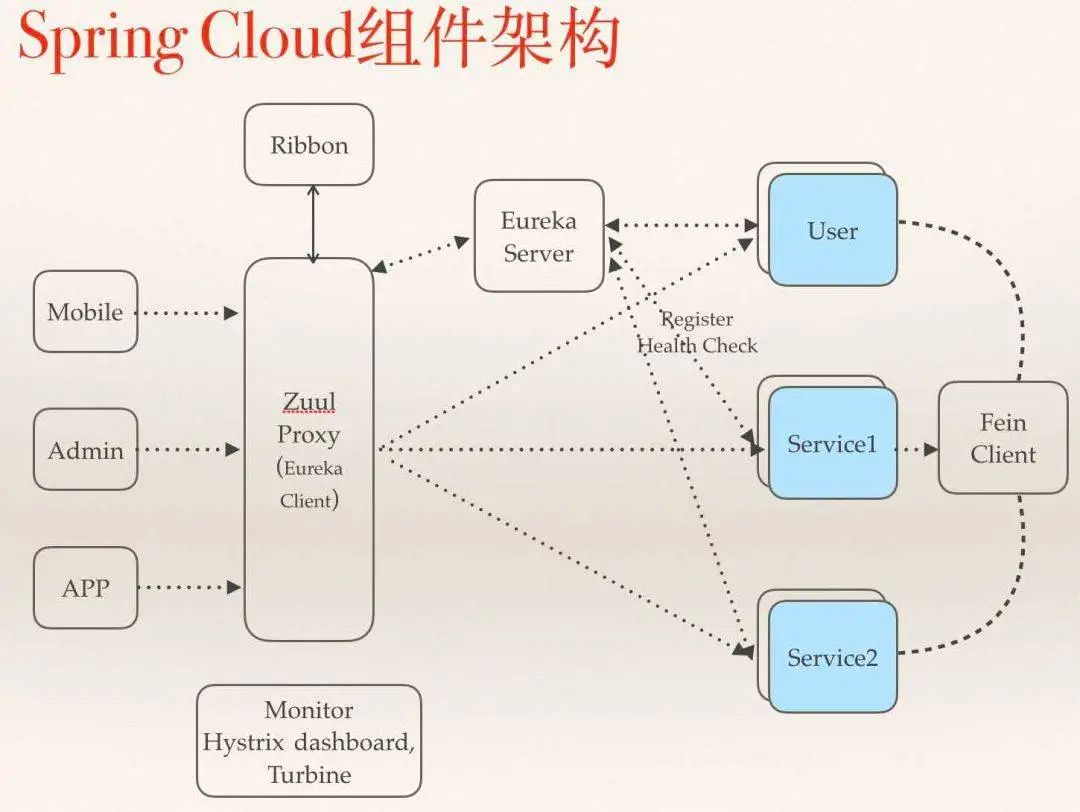 Spring Cloud组件架构
Ribbon
Eureka
Server
User
Mobile
Register
Health Check
Zuul
Proxy
(Eureka
Client)
Admin
Service1
Fein
Client
APP
Service2
Monitor
Hystrix dashboard,
Turbine